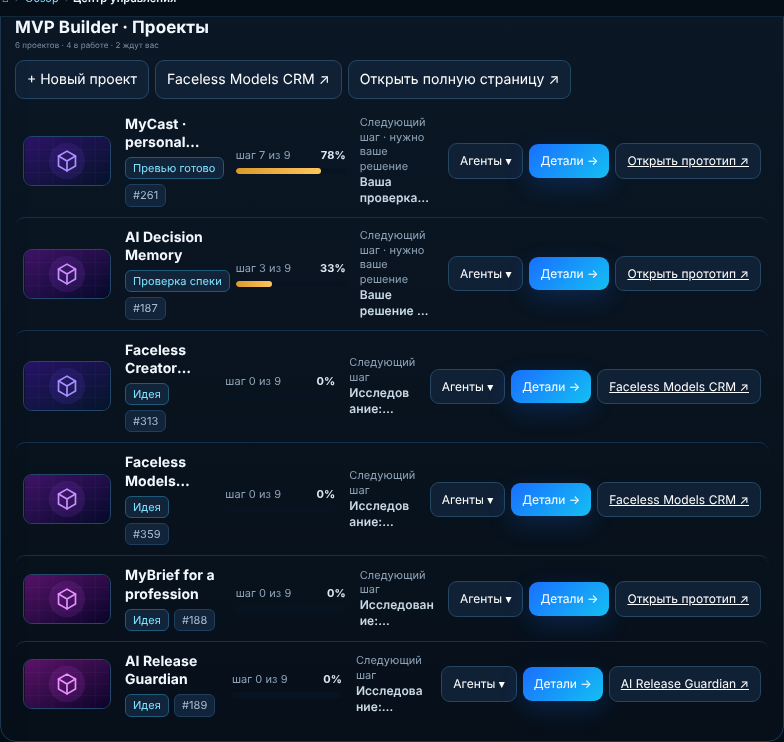 Обзор · Центр управления
MVP Builder · Проекты
6 проектов · 4 в работе · 2 ждут вас
+ Новый проект
Faceless Models CRM ↗
Открыть полную страницу ↗
MyCast ·
personal...
Превью готово
#261
шаг 7 из 9 78%
Следующий
шаг · нужно
ваше
решение
Ваша
проверка...
Агенты ▾
Детали →
Открыть прототип ↗
AI Decision
Memory
Проверка спеки
#187
шаг 3 из 9 33%
Следующий
шаг · нужно
ваше
решение
Ваше
решение ...
Агенты ▾
Детали →
Открыть прототип ↗
Faceless
Creator...
Идея
#313
шаг 0 из 9 0%
Следующий
шаг
Исследов
ание:...
Агенты ▾
Детали →
Faceless Models CRM ↗
Faceless
Models...
Идея
#359
шаг 0 из 9 0%
Следующий
шаг
Исследов
ание:...
Агенты ▾
Детали →
Faceless Models CRM ↗
MyBrief for a
profession
Идея #188
шаг 0 из 9 0%
Следующий
шаг
Исследован
ие:...
Агенты ▾
Детали →
Открыть прототип ↗
AI Release
Guardian
Идея #189
шаг 0 из 9 0%
Следующий
шаг
Исследова
ние:...
Агенты ▾
Детали →
AI Release Guardian ↗